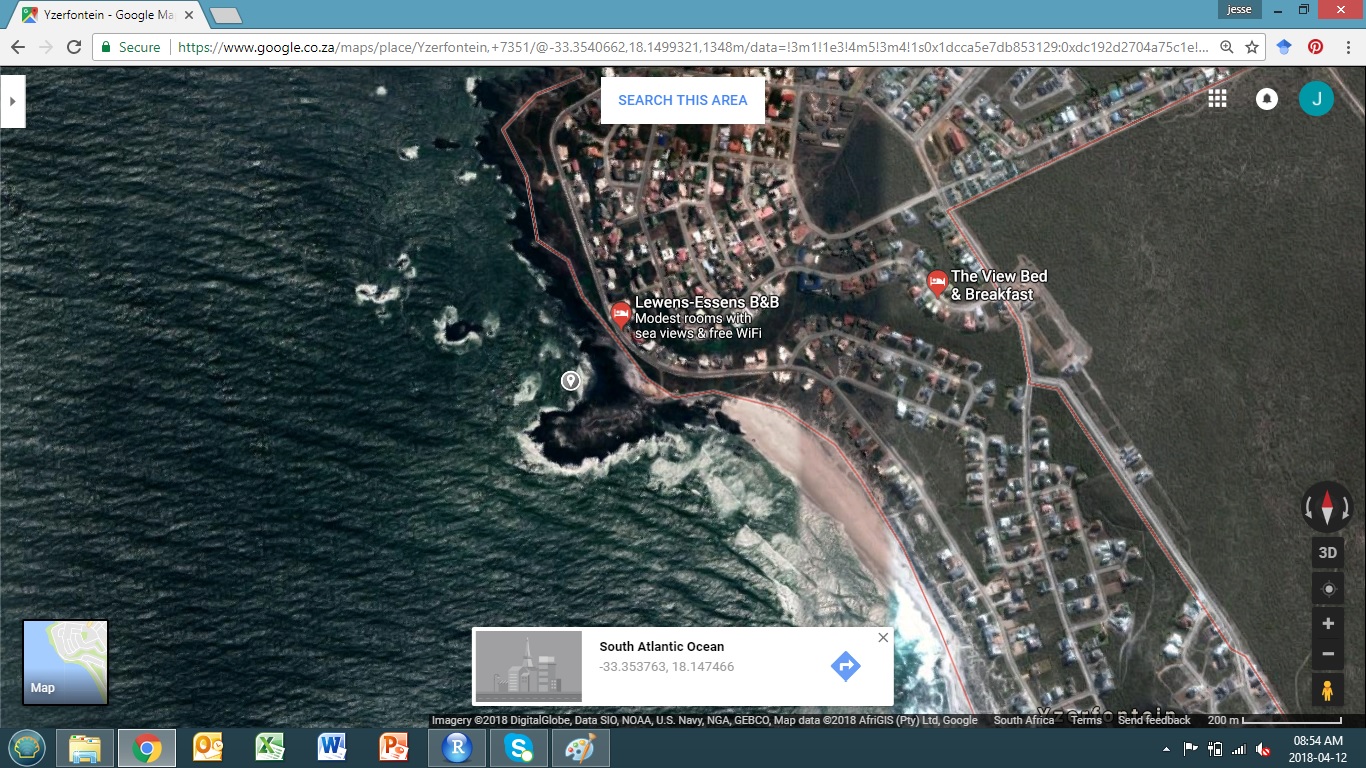 Yzerfontein - Google Ma
jesse
Secure
https://www.google.co.za/maps/place/Yzerfontein,+7351/@-33.3540662,18.1499321,1348m/data=!3m1!1e3!4m5!3m4!1s0x1dcca5e7db853129:0xdc192d2704a75c1e!...
SEARCH THIS AREA
J
The View Bed
& Breakfast
Lewens-Essens B&B
Modest rooms with
sea views & free WiFi
3D
South Atlantic Ocean
-33.353763, 18.147466
Map
Yzerfontein
Imagery ©2018 DigitalGlobe, Data SIO, NOAA, U.S. Navy, NGA, GEBCO, Map data ©2018 AfriGIS (Pty) Ltd, Google South Africa Terms Send feedback 200 m
08:54 AM
2018-04-12